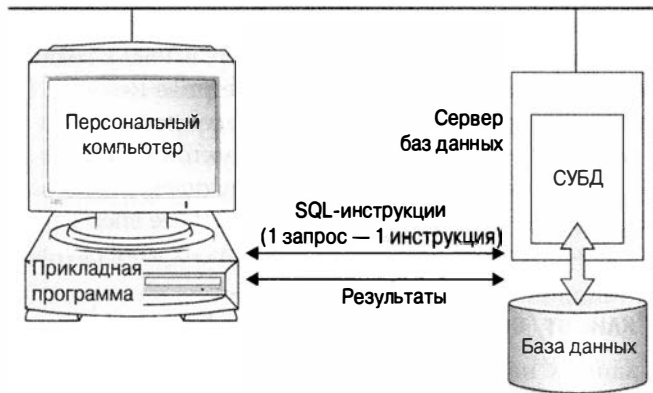 Персональный
компьютер
Прикладная
программа
Сервер
баз данных
СУБД
SQL-инструкции
(1 запрос — 1 инструкция)
Результаты
База данных